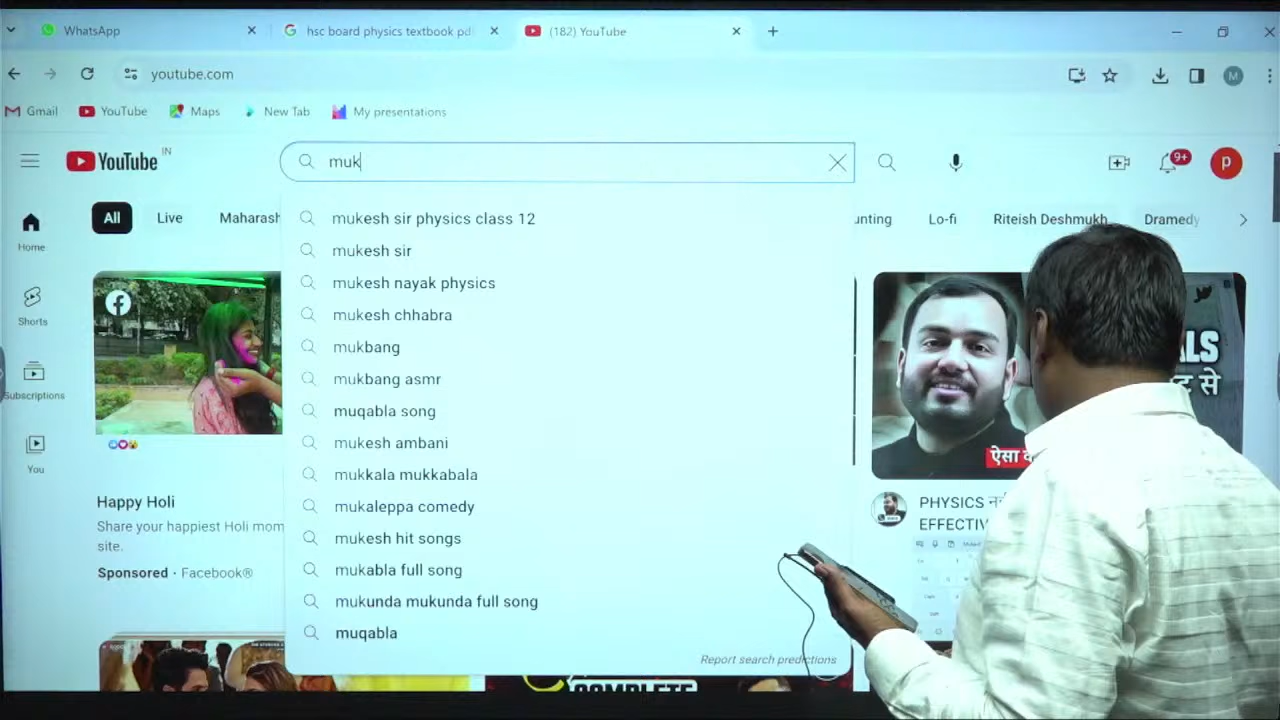 WhatsApp
hsc board physics textbook pd
(182) YouTube
youtube.com
M
Gmail
YouTube
Maps
New Tab
My presentations
YouTube IN
muk
9+
p
All
Live
Maharash
unting
Lo-fi
Riteish Deshmukh
Dramedy
Home
Shorts
Subscriptions
You
mukesh sir physics class 12
mukesh sir
mukesh nayak physics
mukesh chhabra
mukbang
mukbang asmr
muqabla song
mukesh ambani
mukkala mukkabala
mukaleppa comedy
mukesh hit songs
mukabla full song
mukunda mukunda full song
muqabla
Report search predictions
Happy Holi
Share your happiest Holi mom
site.
Sponsored · Facebook®
ALS
से
ऐसा
PHYSICS
EFFECTIV
COMPLETE